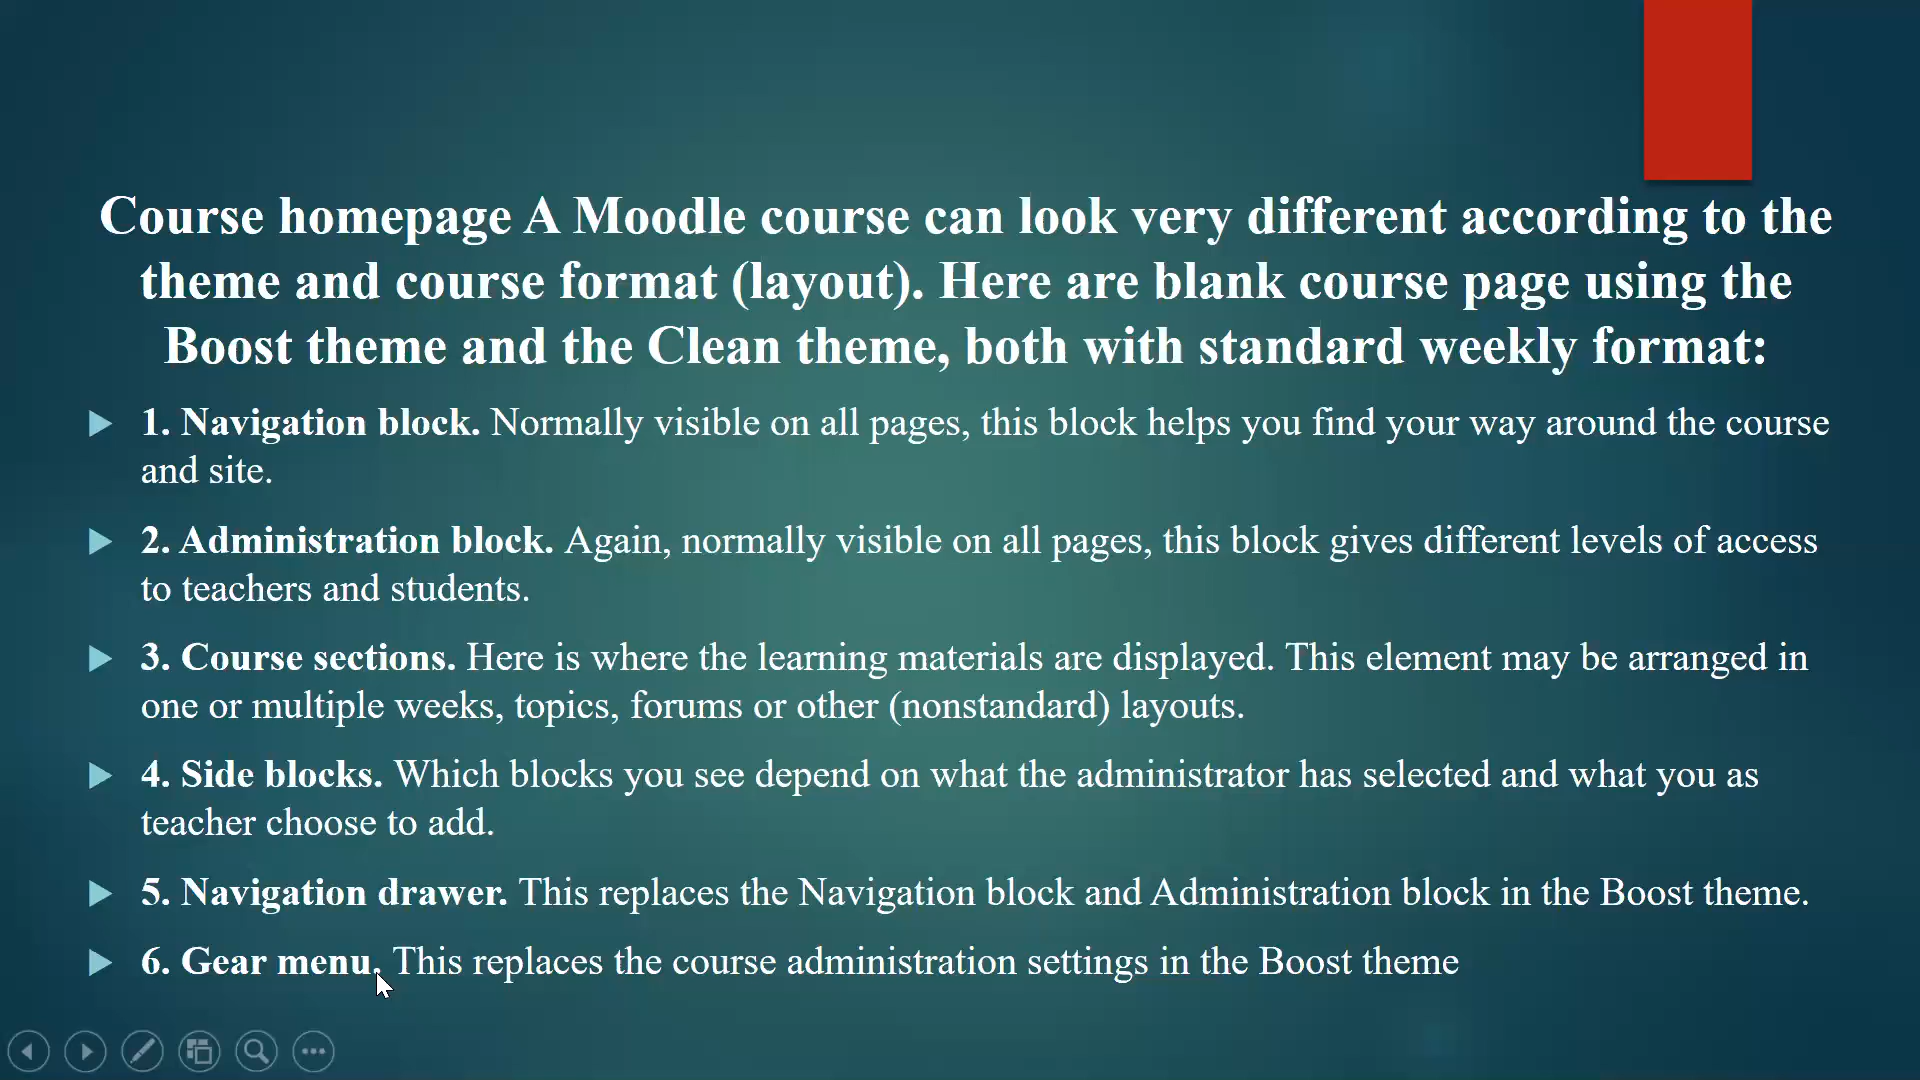 Course homepage A Moodle course can look very different according to the
theme and course format (layout). Here are blank course page using the
Boost theme and the Clean theme, both with standard weekly format:
1. Navigation block. Normally visible on all pages, this block helps you find your way around the course
and site.
2. Administration block. Again, normally visible on all pages, this block gives different levels of access
to teachers and students.
3. Course sections. Here is where the learning materials are displayed. This element may be arranged in
one or multiple weeks, topics, forums or other (nonstandard) layouts.
4. Side blocks. Which blocks you see depend on what the administrator has selected and what you as
teacher choose to add.
5. Navigation drawer. This replaces the Navigation block and Administration block in the Boost theme.
6. Gear menu. This replaces the course administration settings in the Boost theme